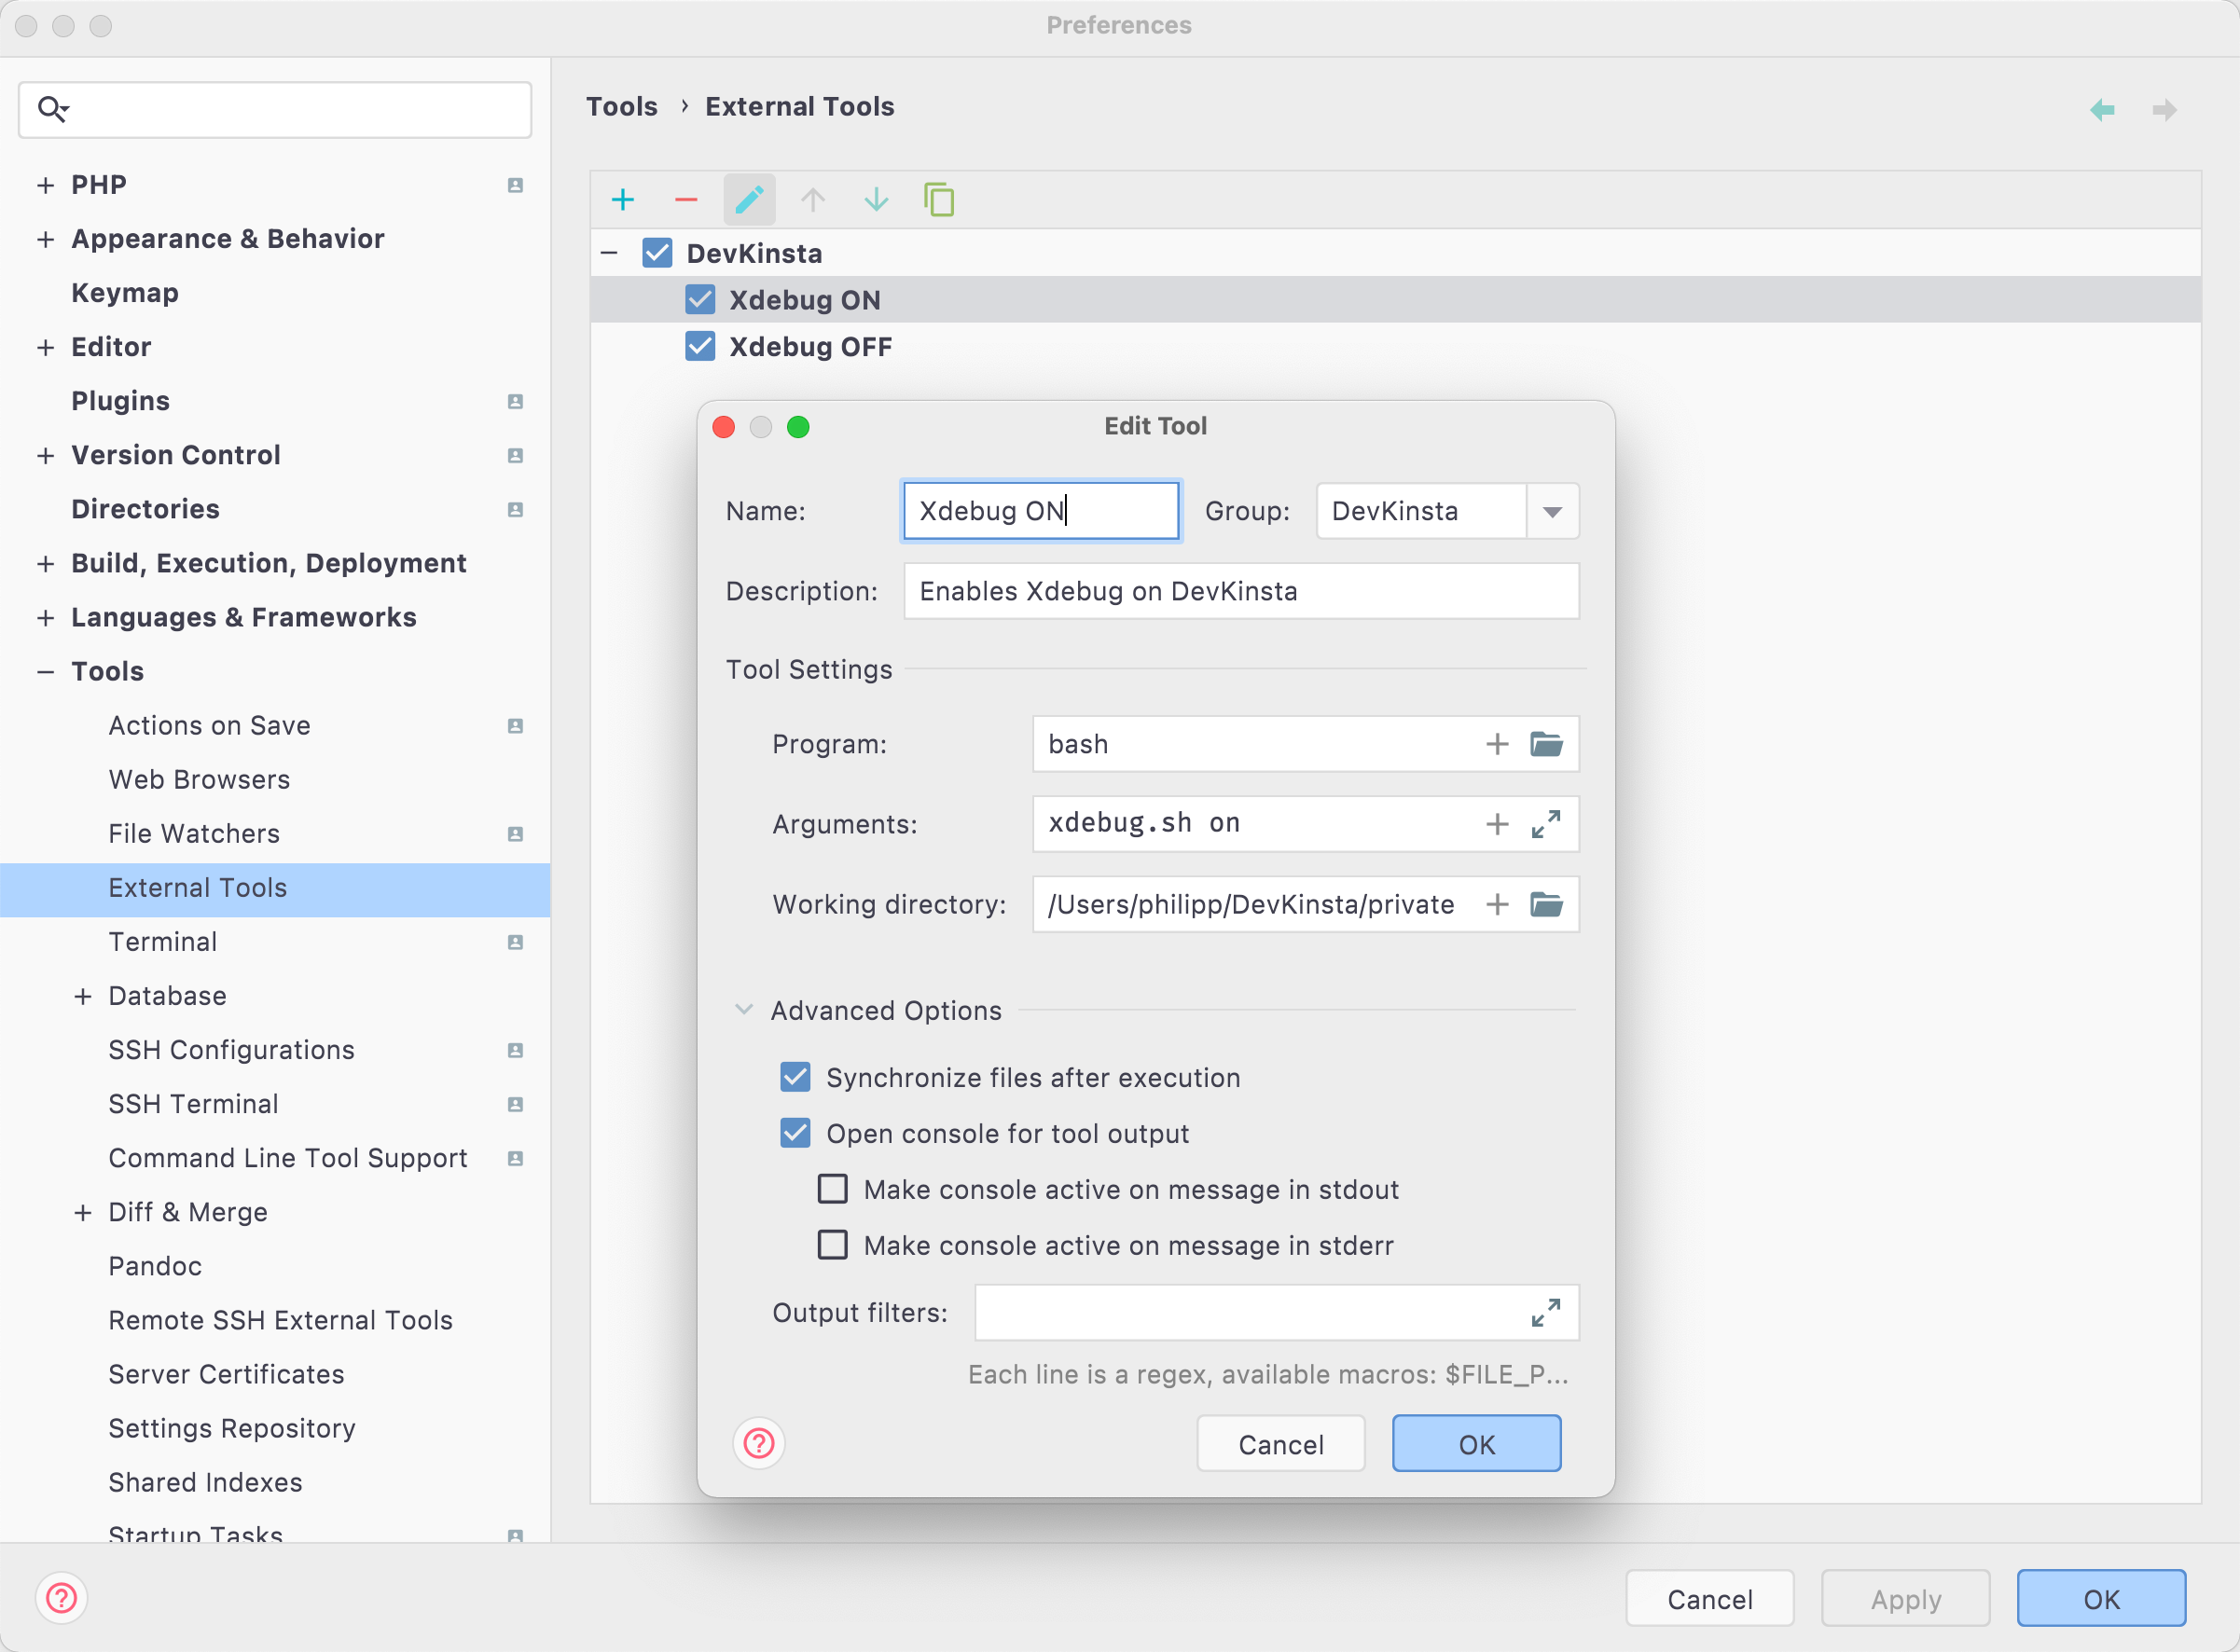 Preferences
Tools › External Tools
PHP
Appearance & Behavior
Keymap
Editor
Plugins
Version Control
Directories
Build, Execution, Deployment
Languages & Frameworks
Tools
Actions on Save
Web Browsers
File Watchers
External Tools
Terminal
Database
SSH Configurations
SSH Terminal
Command Line Tool Support
Diff & Merge
Pandoc
Remote SSH External Tools
Server Certificates
Settings Repository
Shared Indexes
Startup Tasks
DevKinsta
Xdebug ON
Xdebug OFF
Edit Tool
Name: Xdebug ON Group: DevKinsta
Description: Enables Xdebug on DevKinsta
Tool Settings
Program: bash
Arguments: xdebug.sh on
Working directory: /Users/philipp/DevKinsta/private
Advanced Options
Synchronize files after execution
Open console for tool output
Make console active on message in stdout
Make console active on message in stderr
Output filters:
Each line is a regex, available macros: $FILE_P...
Cancel OK
Cancel Apply OK